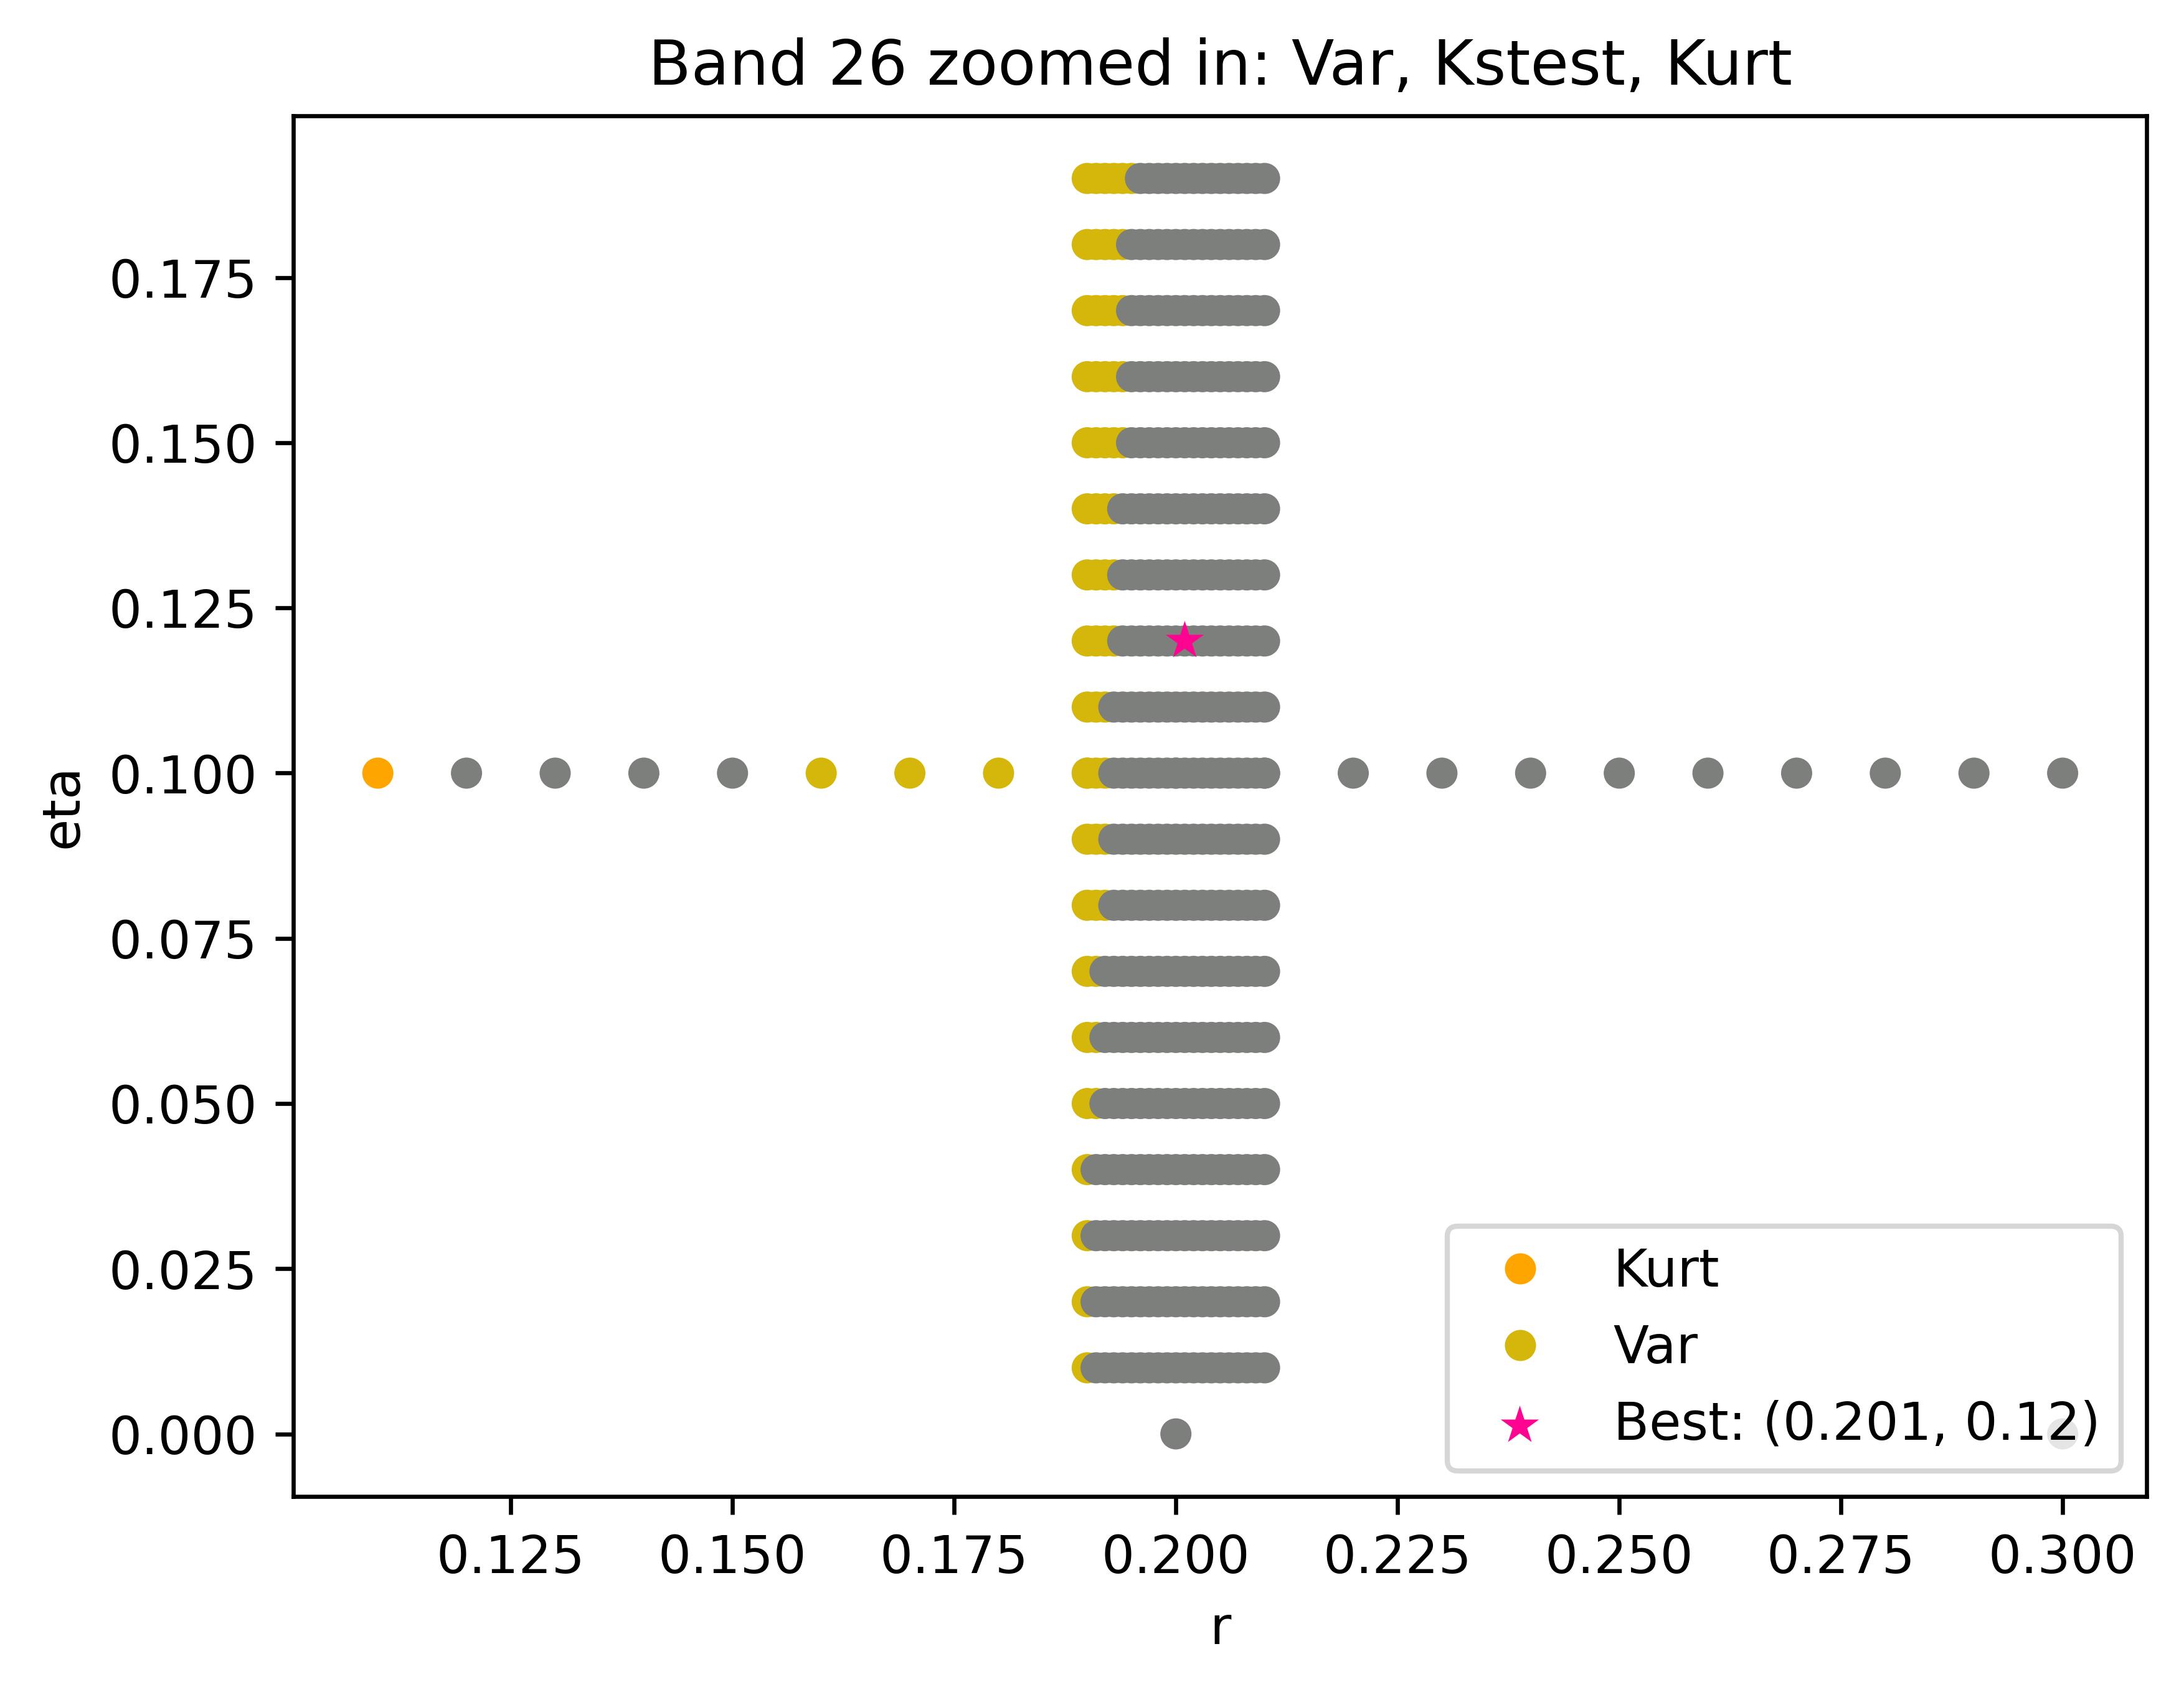 Band 26 zoomed in: Var, Kstest, Kurt
0.175
0.150
0.125
0.100
0.075
0.050
0.025
0.000
eta
Kurt
Var
Best: (0.201, 0.12)
0.125 0.150 0.175 0.200 0.225 0.250 0.275 0.300
r